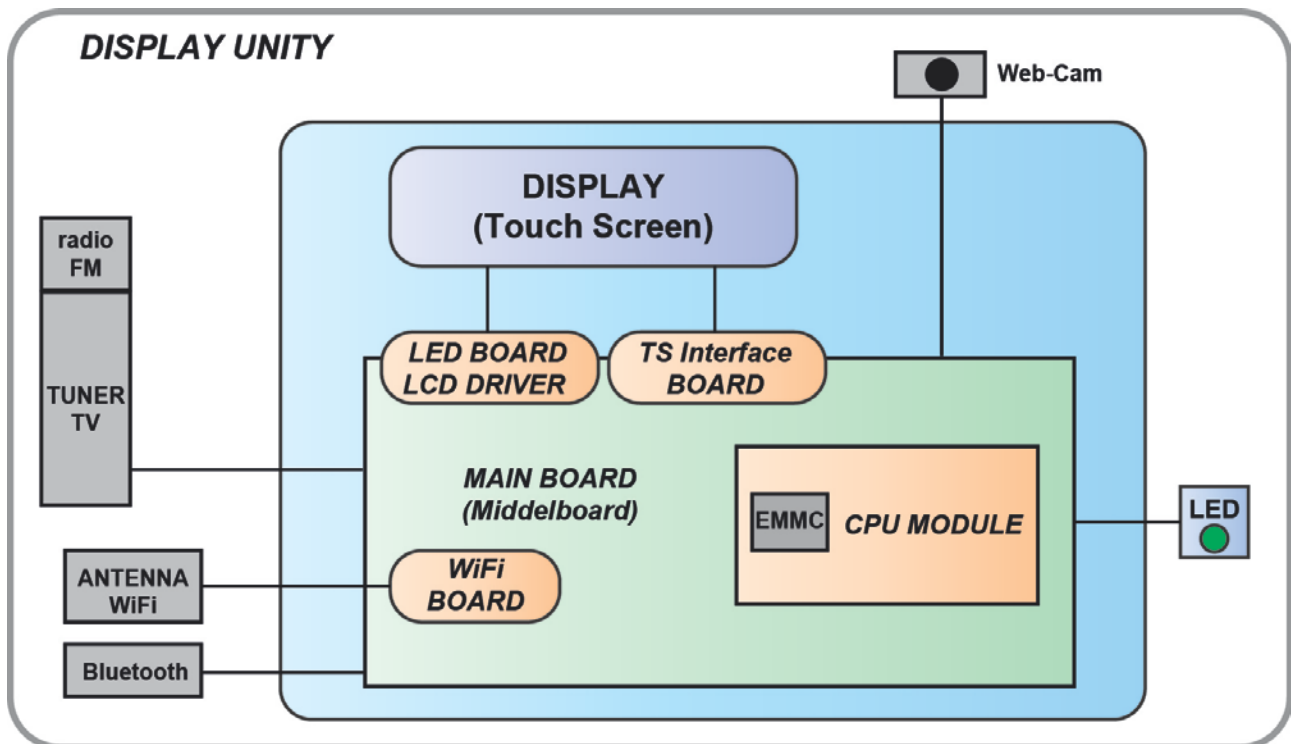 DISPLAY UNITY
Web-Cam
DISPLAY
(Touch Screen)
radio
FM
TUNER
TV
LED BOARD
LCD DRIVER
TS Interface
BOARD
MAIN BOARD
(Middelboard)
EMMC
CPU MODULE
LED
ANTENNA
WiFi
WiFi
BOARD
Bluetooth